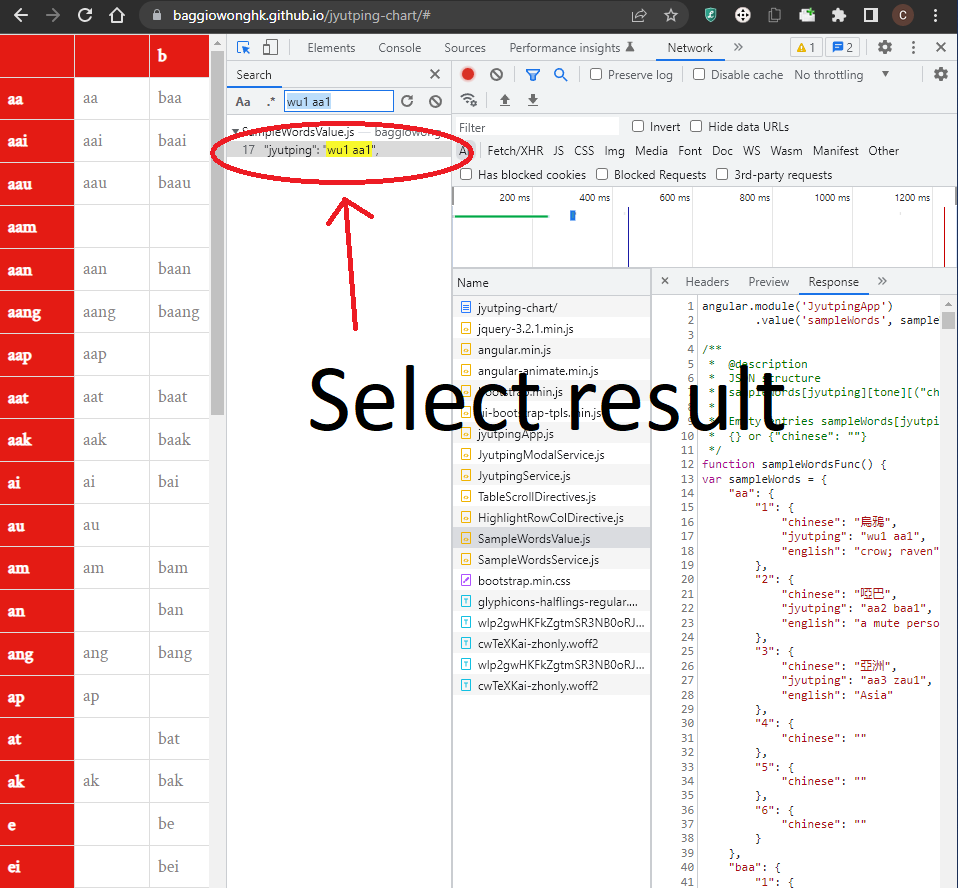 baggiowonghk.github.io/jyutping-chart/#
C
Elements Console Sources Performance insights Network » 1 2
Search
Aa .* wu1 aa1
SampleWordsValue.js — baggiowong
17 "jyutping": "wu1 aa1",
Preserve log Disable cache No throttling
Filter Invert Hide data URLs
Fetch/XHR JS CSS Img Media Font Doc WS Wasm Manifest Other
Has blocked cookies Blocked Requests 3rd-party requests
200 ms 400 ms 600 ms 800 ms 1000 ms 1200 ms
Select result
b
aa aa baa
aai aai baai
aau aau baau
aam
aan aan baan
aang aang baang
aap aap
aat aat baat
aak aak baak
ai ai bai
au au
am am bam
an ban
ang ang bang
ap ap
at bat
ak ak bak
e be
ei bei
Name
jyutping-chart/
jquery-3.2.1.min.js
angular.min.js
angular-animate.min.js
bootstrap.min.js
ui-bootstrap-tpls.min.js
jyutpingApp.js
JyutpingModalService.js
JyutpingService.js
TableScrollDirectives.js
HighlightRowColDirective.js
SampleWordsValue.js
SampleWordsService.js
bootstrap.min.css
glyphicons-halflings-regular....
wlp2gwHKFkZgtmSR3NB0oRJ...
cwTeXKai-zhonly.woff2
wlp2gwHKFkZgtmSR3NB0oRJ...
cwTeXKai-zhonly.woff2
× Headers Preview Response »
1 angular.module('JyutpingApp')
2 .value('sampleWords', sample
3
4 /**
5 * @description
6 * JSON structure
7 * sampleWords[jyutping][tone][("ch
8 *
9 * Empty entries sampleWords[jyutpi
10 * {} or {"chinese": ""}
11 */
12 function sampleWordsFunc() {
13 var sampleWords = {
14 "aa": {
15 "1": {
16 "chinese": "烏鴉",
17 "jyutping": "wu1 aa1",
18 "english": "crow; raven"
19 },
20 "2": {
21 "chinese": "啞巴",
22 "jyutping": "aa2 baa1",
23 "english": "a mute perso
24 },
25 "3": {
26 "chinese": "亞洲",
27 "jyutping": "aa3 zau1",
28 "english": "Asia"
29 },
30 "4": {
31 "chinese": ""
32 },
33 "5": {
34 "chinese": ""
35 },
36 "6": {
37 "chinese": ""
38 }
39 },
40 "baa": {
41 "1": {